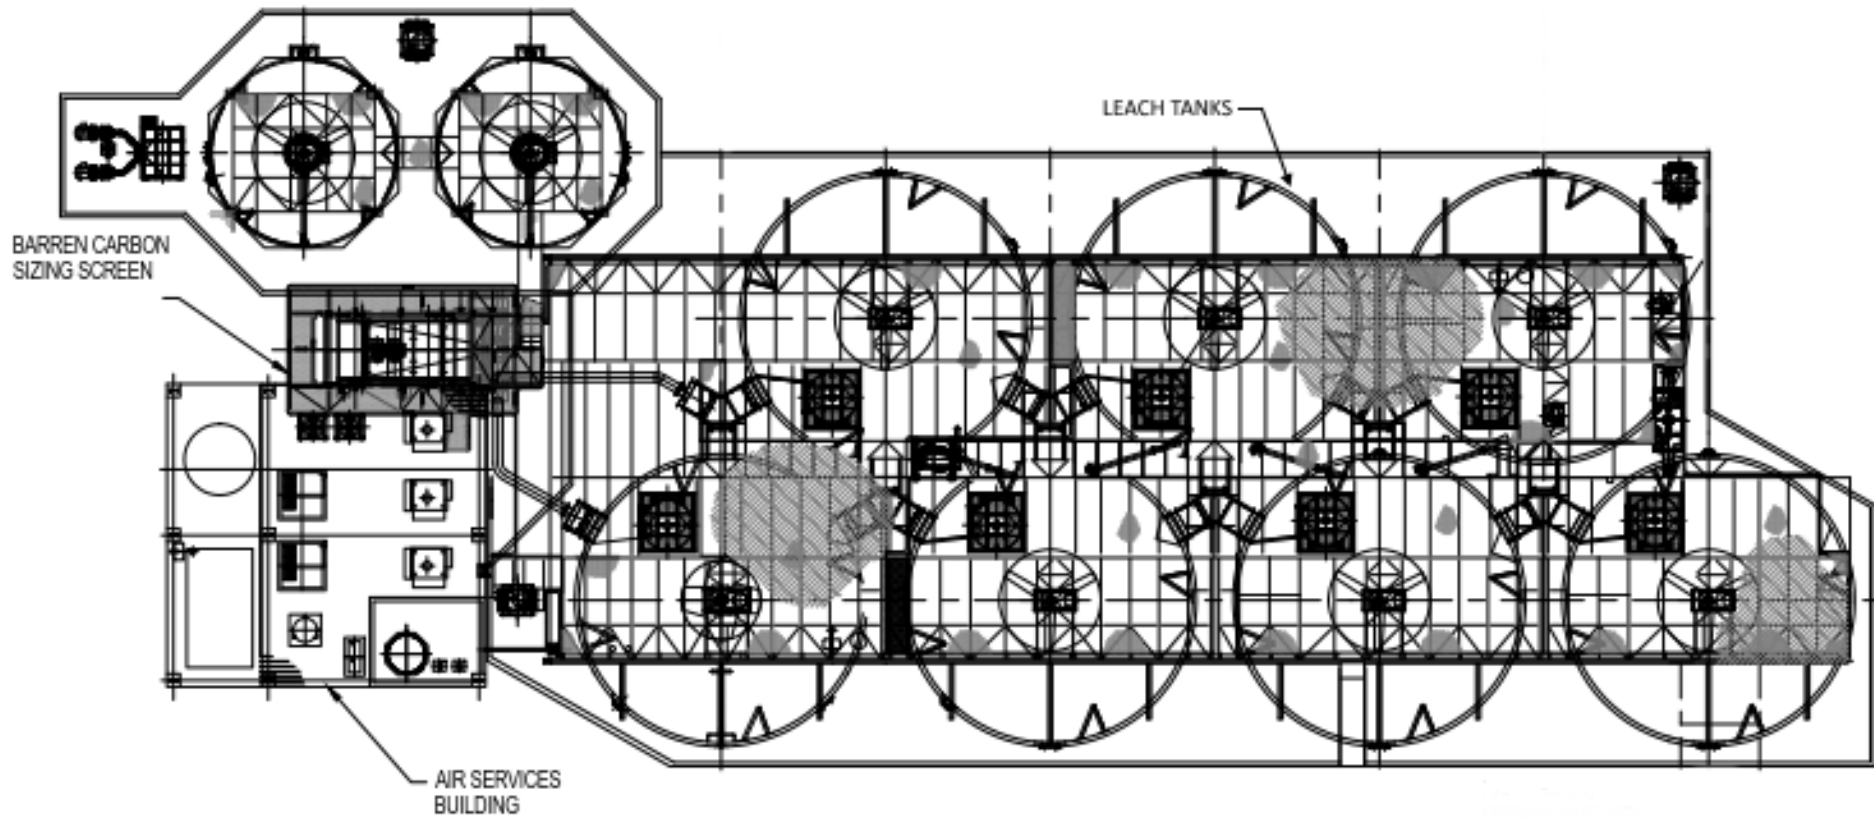 LEACH TANKS
BARREN CARBON
SIZING SCREEN
AIR SERVICES
BUILDING